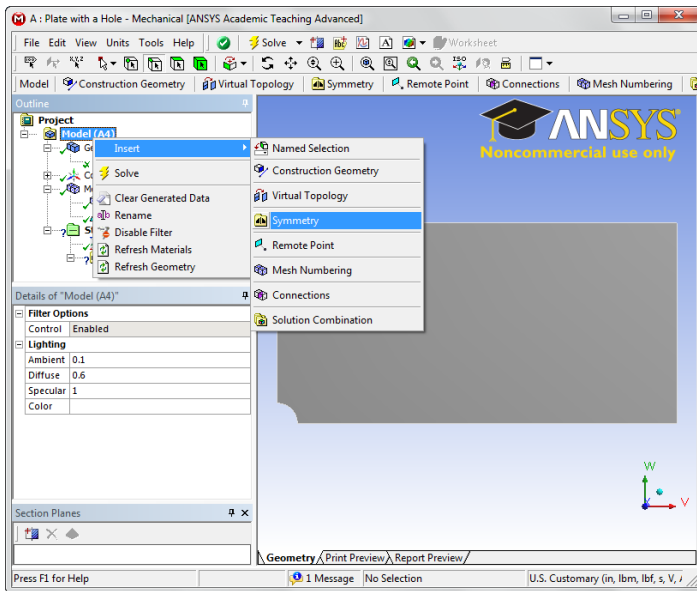 A : Plate with a Hole - Mechanical [ANSYS Academic Teaching Advanced]
File Edit View Units Tools Help Solve Worksheet
Model Construction Geometry Virtual Topology Symmetry Remote Point Connections Mesh Numbering
Outline
Project
Model (A4)
Insert
Solve
Clear Generated Data
Rename
Disable Filter
Refresh Materials
Refresh Geometry
Named Selection
Construction Geometry
Virtual Topology
Symmetry
Remote Point
Mesh Numbering
Connections
Solution Combination
ANSYS
Noncommercial use only
Details of "Model (A4)"
Filter Options
Control Enabled
Lighting
Ambient 0.1
Diffuse 0.6
Specular 1
Color
W
V
Section Planes
Geometry Print Preview Report Preview
Press F1 for Help 1 Message No Selection U.S. Customary (in, lbm, lbf, s, V,